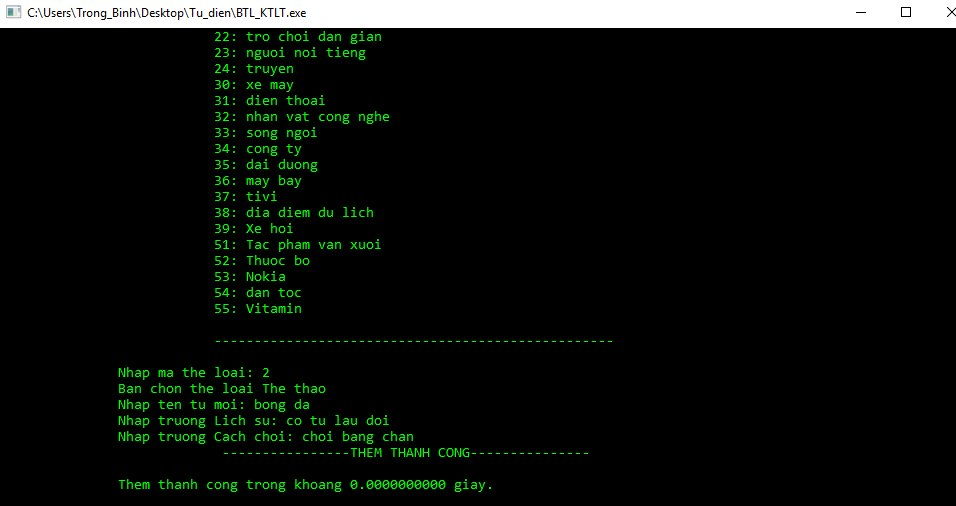 C:\Users\Trong_Binh\Desktop\Tu_dien\BTL_KTLT.exe
22: tro choi dan gian
23: nguoi noi tieng
24: truyen
30: xe may
31: dien thoai
32: nhan vat cong nghe
33: song ngoi
34: cong ty
35: dai duong
36: may bay
37: tivi
38: dia diem du lich
39: Xe hoi
51: Tac pham van xuoi
52: Thuoc bo
53: Nokia
54: dan toc
55: Vitamin
--------------------------------------------------
Nhap ma the loai: 2
Ban chon the loai The thao
Nhap ten tu moi: bong da
Nhap truong Lich su: co tu lau doi
Nhap truong Cach choi: choi bang chan
----------------THEM THANH CONG---------------
Them thanh cong trong khoang 0.0000000000 giay.